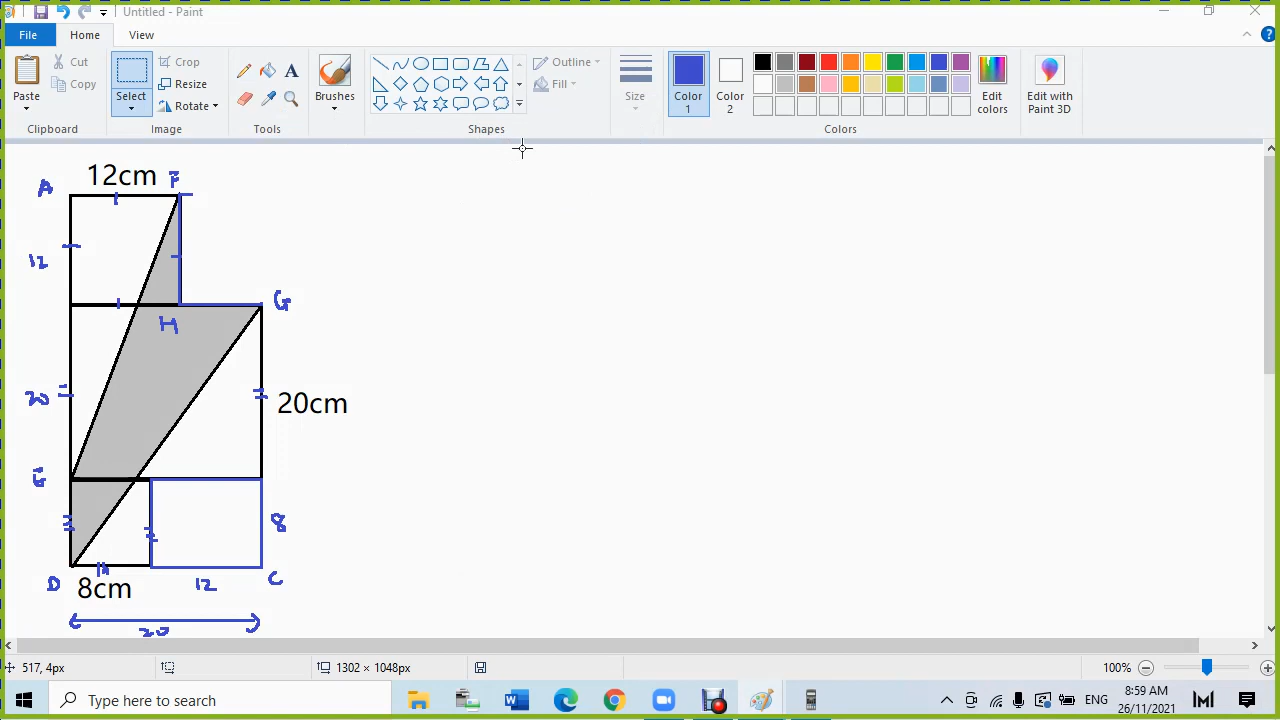 Untitled - Paint
File
Home
View
Paste
Cut
Copy
Clipboard
Select
Crop
Resize
Rotate
Image
A
Tools
Brushes
Shapes
Outline
Fill
Size
Color
1
Color
2
Colors
Edit
colors
Edit with
Paint 3D
12cm
A
F
12
G
H
20
20cm
E
8
D
8cm
12
C
20
517, 4px
1302 × 1048px
100%
Type here to search
ENG
8:59 AM
26/11/2021